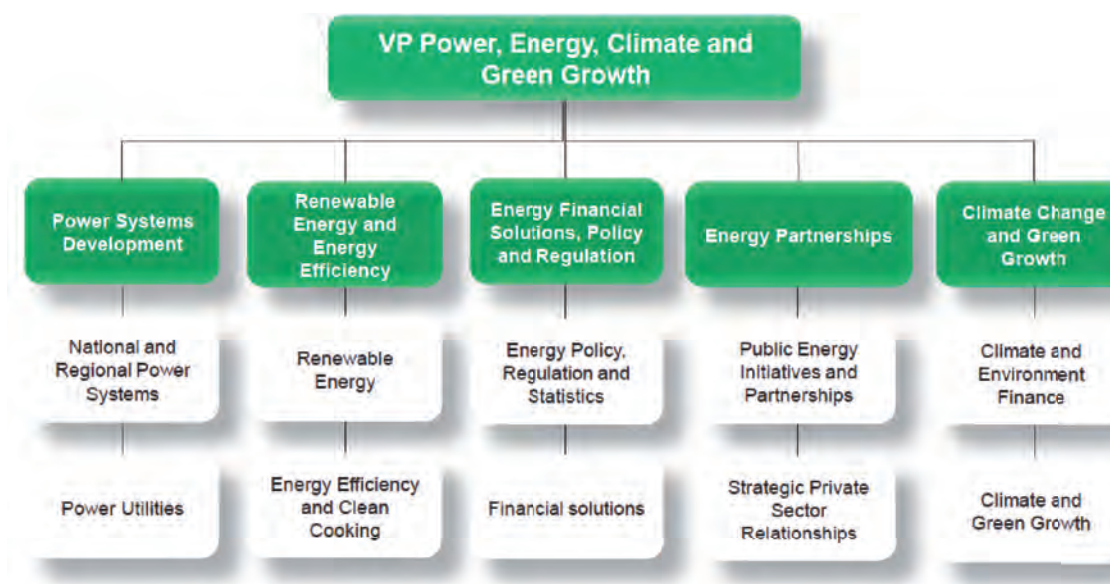 VP Power, Energy, Climate and
Green Growth
Power Systems
Development
Renewable
Energy and
Energy
Efficiency
Energy Financial
Solutions, Policy
and Regulation
Energy Partnerships
Climate Change
and Green
Growth
National and
Regional Power
Systems
Renewable
Energy
Energy Policy,
Regulation and
Statistics
Public Energy
Initiatives and
Partnerships
Climate and
Environment
Finance
Power Utilities
Energy Efficiency
and Clean
Cooking
Financial solutions
Strategic Private
Sector
Relationships
Climate and
Green Growth